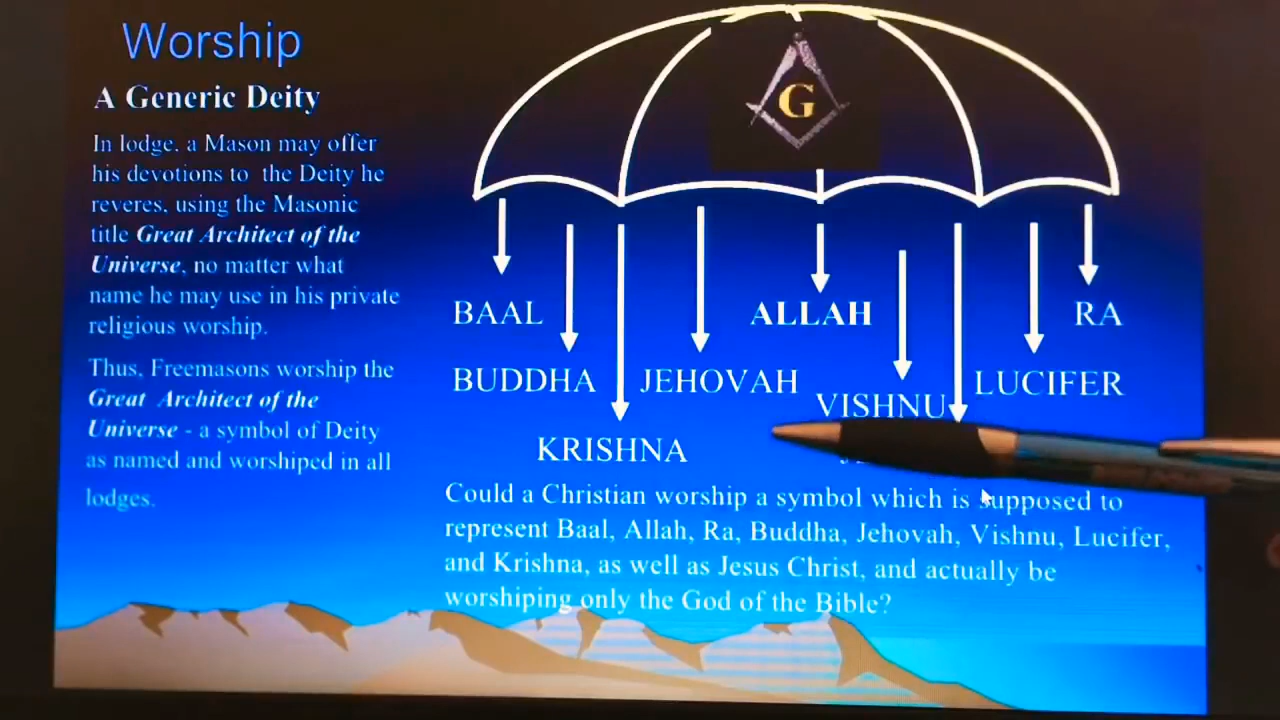 Worship
A Generic Deity
In lodge, a Mason may offer
his devotions to the Deity he
reveres, using the Masonic
title Great Architect of the
Universe, no matter what
name he may use in his private
religious worship.
Thus, Freemasons worship the
Great Architect of the
Universe - a symbol of Deity
as named and worshiped in all
lodges.
G
BAAL
ALLAH
RA
BUDDHA
JEHOVAH
VISHNU
LUCIFER
KRISHNA
Could a Christian worship a symbol which is supposed to
represent Baal, Allah, Ra, Buddha, Jehovah, Vishnu, Lucifer,
and Krishna, as well as Jesus Christ, and actually be
worshiping only the God of the Bible?